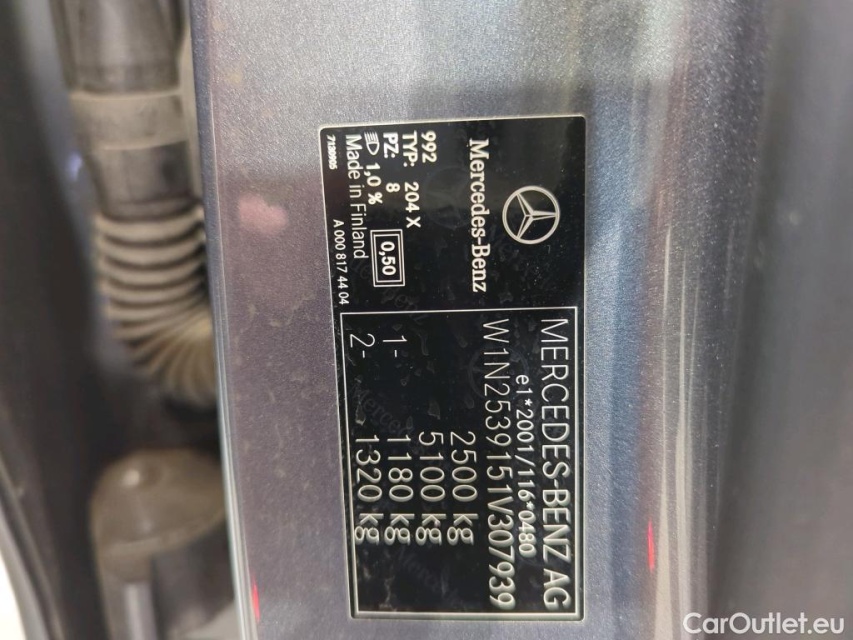 Mercedes-Benz
992
TYP: 204 X
PZ: 8
1,0 %
0,50
Made in Finland
7130905
A 000 817 44 04
MERCEDES-BENZ AG
e1*2001/116*0480
W1N2539151V307939
2500 kg
5100 kg
1- 1180 kg
2- 1320 kg
CarOutlet.eu